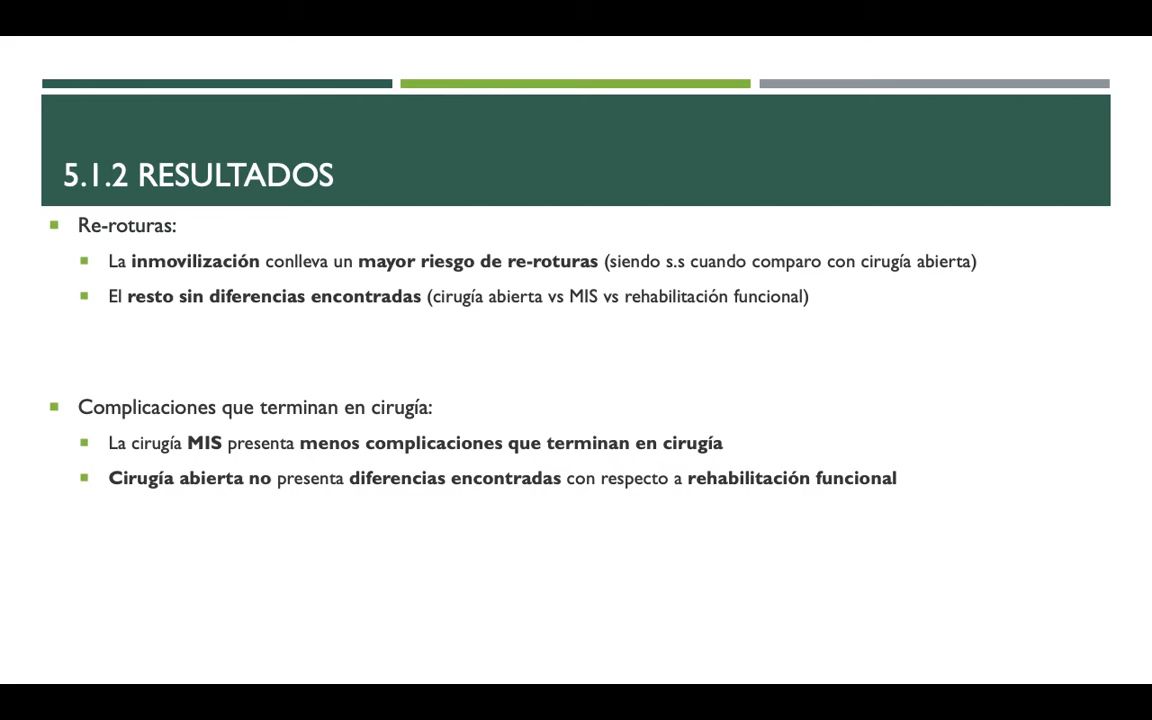 5.1.2 RESULTADOS
Re-roturas:
La inmovilización conlleva un mayor riesgo de re-roturas (siendo s.s cuando comparo con cirugía abierta)
El resto sin diferencias encontradas (cirugía abierta vs MIS vs rehabilitación funcional)
Complicaciones que terminan en cirugía:
La cirugía MIS presenta menos complicaciones que terminan en cirugía
Cirugía abierta no presenta diferencias encontradas con respecto a rehabilitación funcional